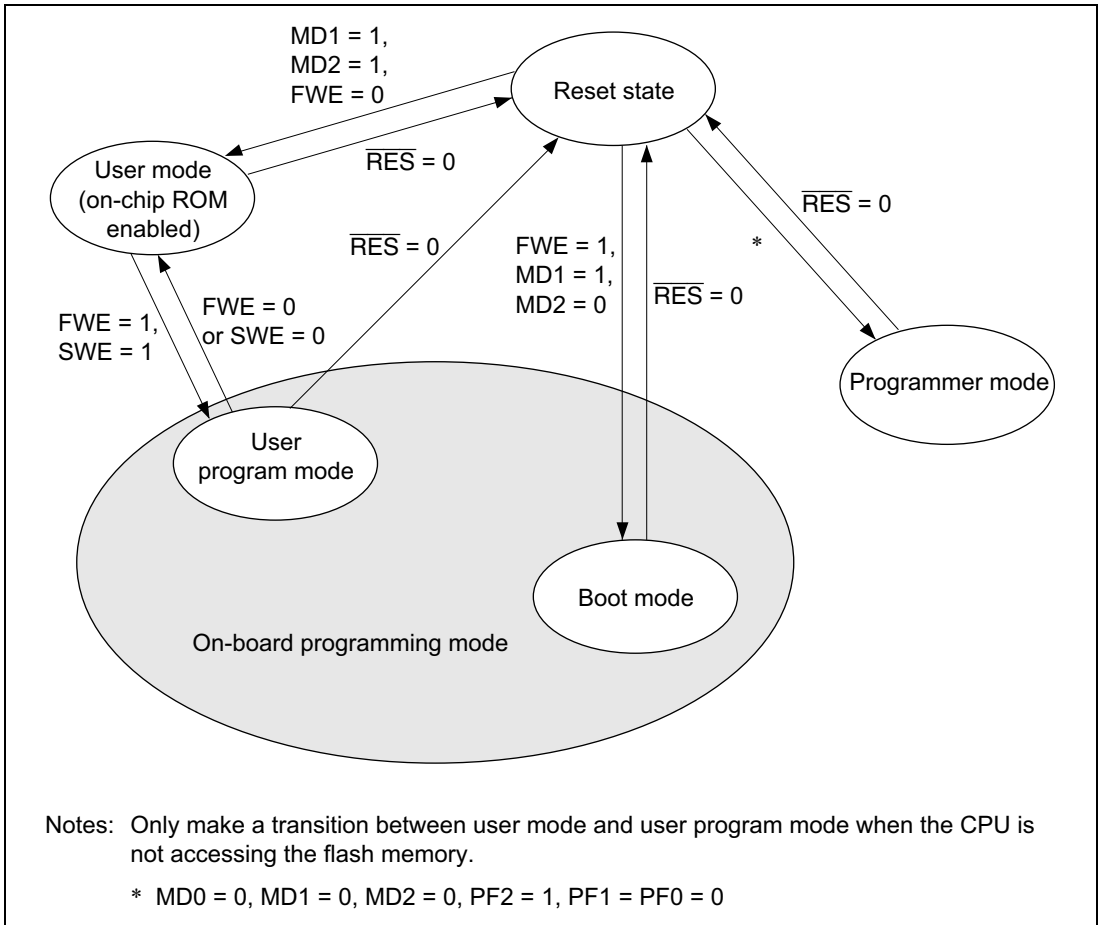 MD1 = 1,
MD2 = 1,
FWE = 0
Reset state
RES = 0
User mode
(on-chip ROM
enabled)
RES = 0
RES = 0
*
FWE = 1,
MD1 = 1,
MD2 = 0
RES = 0
FWE = 1,
SWE = 1
FWE = 0
or SWE = 0
Programmer mode
User
program mode
Boot mode
On-board programming mode
Notes: Only make a transition between user mode and user program mode when the CPU is
not accessing the flash memory.
* MD0 = 0, MD1 = 0, MD2 = 0, PF2 = 1, PF1 = PF0 = 0